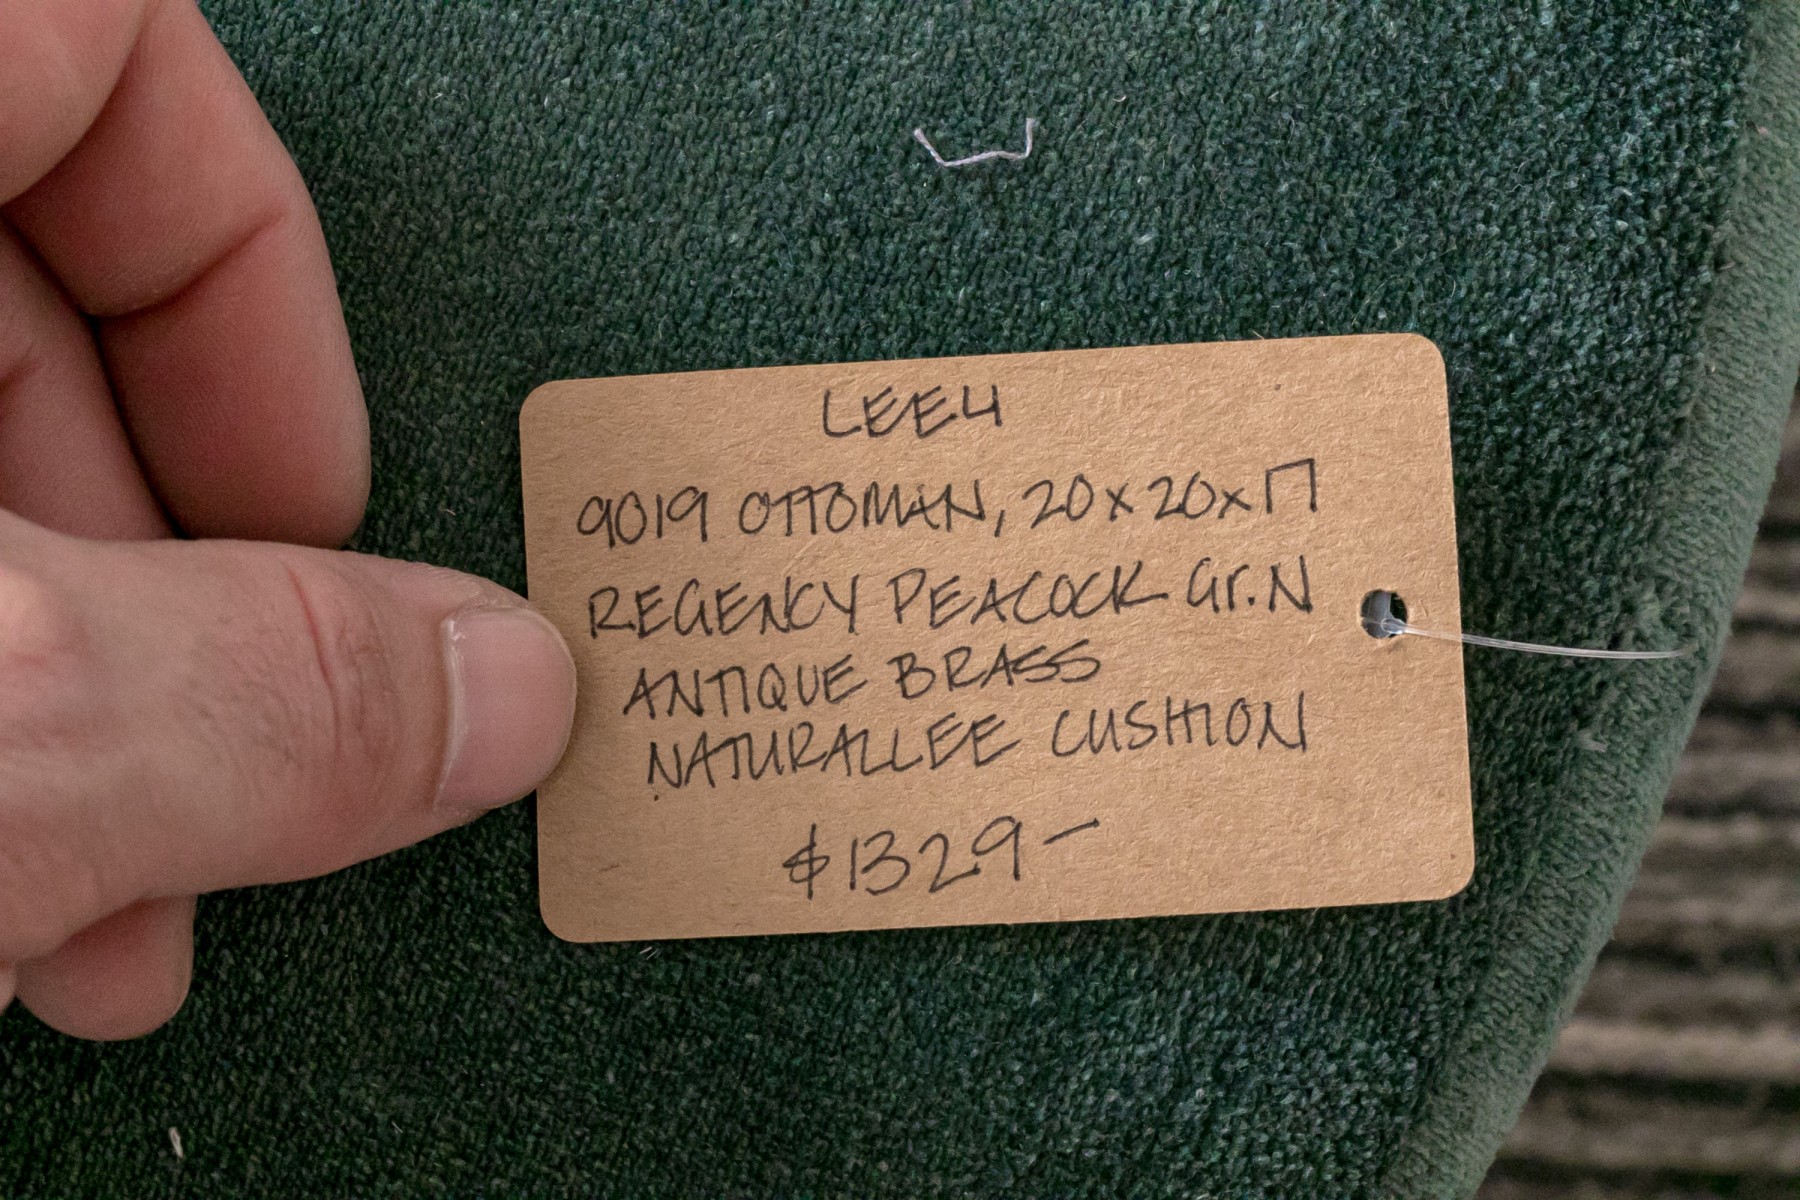 LEE4
9019 OTTOMAN, 20x20x17
REGENCY PEACOCK Gr.N
ANTIQUE BRASS
NATURALLEE CUSHION
$1329-